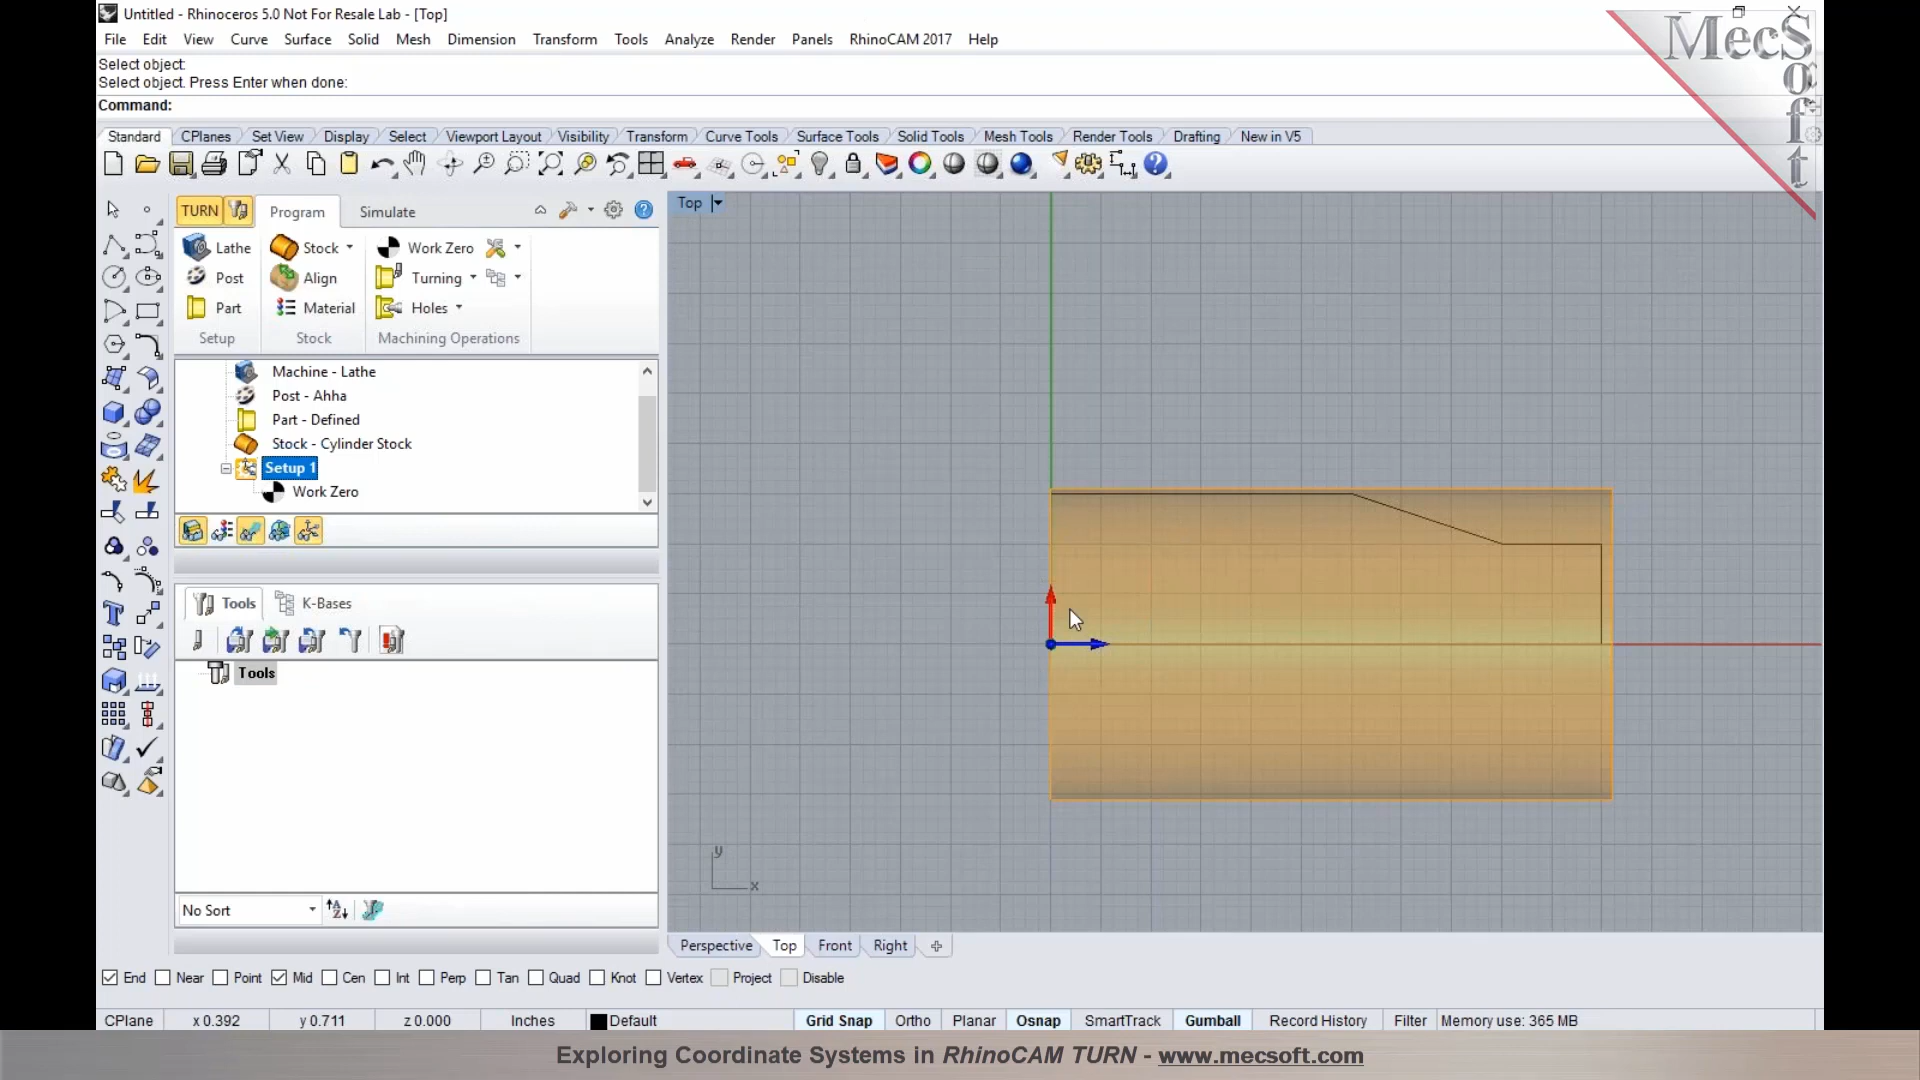 Untitled - Rhinoceros 5.0 Not For Resale Lab - [Top]
File Edit View Curve Surface Solid Mesh Dimension Transform Tools Analyze Render Panels RhinoCAM 2017 Help
Select object:
Select object. Press Enter when done:
Command:
Standard CPlanes Set View Display Select Viewport Layout Visibility Transform Curve Tools Surface Tools Solid Tools Mesh Tools Render Tools Drafting New in V5
MecSoft
TURN Program Simulate
Top
Lathe Stock Work Zero
Post Align Turning
Part Material Holes
Setup Stock Machining Operations
Machine - Lathe
Post - Ahha
Part - Defined
Stock - Cylinder Stock
Setup 1
Work Zero
Tools K-Bases
Tools
y
x
No Sort
Perspective Top Front Right
End Near Point Mid Cen Int Perp Tan Quad Knot Vertex Project Disable
CPlane x 0.392 y 0.711 z 0.000 Inches Default Grid Snap Ortho Planar Osnap SmartTrack Gumball Record History Filter Memory use: 365 MB
Exploring Coordinate Systems in RhinoCAM TURN - www.mecsoft.com